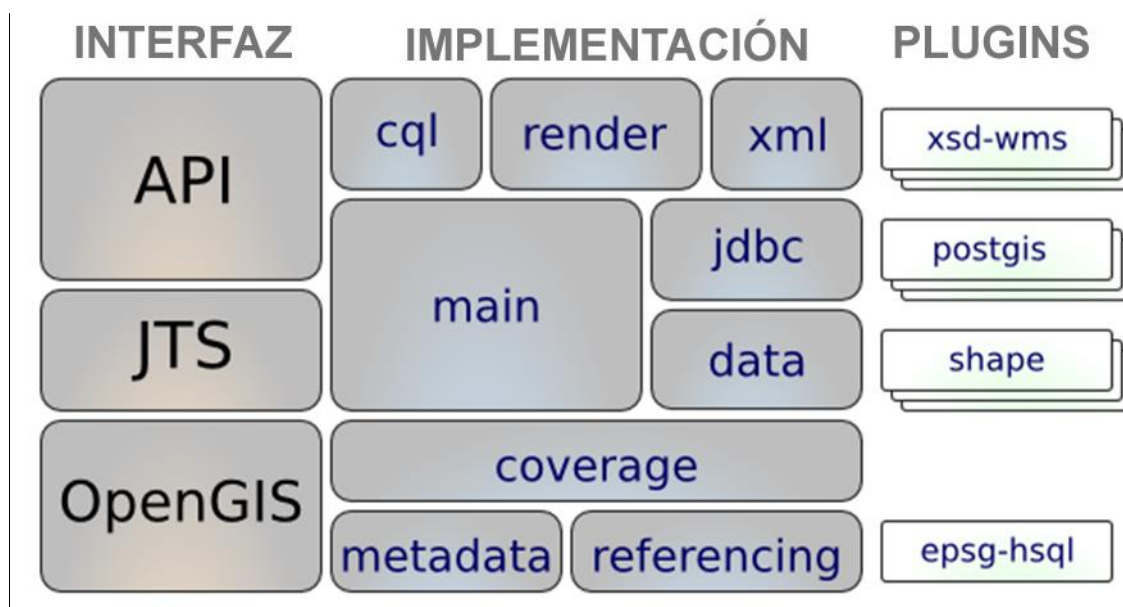 INTERFAZ
IMPLEMENTACIÓN
PLUGINS
API
JTS
OpenGIS
cql
render
xml
main
jdbc
data
coverage
metadata
referencing
xsd-wms
postgis
shape
epsg-hsql